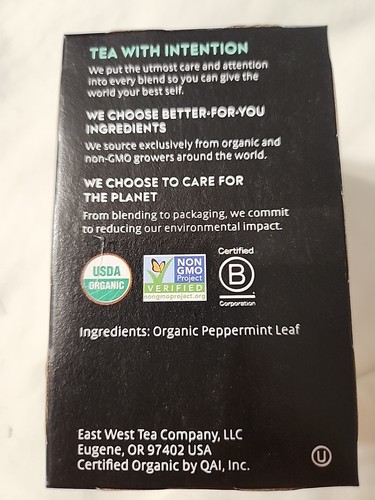 TEA WITH INTENTION
We put the utmost care and attention
into every blend so you can give the
world your best self.
WE CHOOSE BETTER-FOR-YOU
INGREDIENTS
We source exclusively from organic and
non-GMO growers around the world.
WE CHOOSE TO CARE FOR
THE PLANET
From blending to packaging, we commit
to reducing our environmental impact.
USDA
ORGANIC
NON
GMO
Project
VERIFIED
nongmoproject.org
Certified
B
Corporation
Ingredients: Organic Peppermint Leaf
East West Tea Company, LLC
Eugene, OR 97402 USA
Certified Organic by QAI, Inc.
U